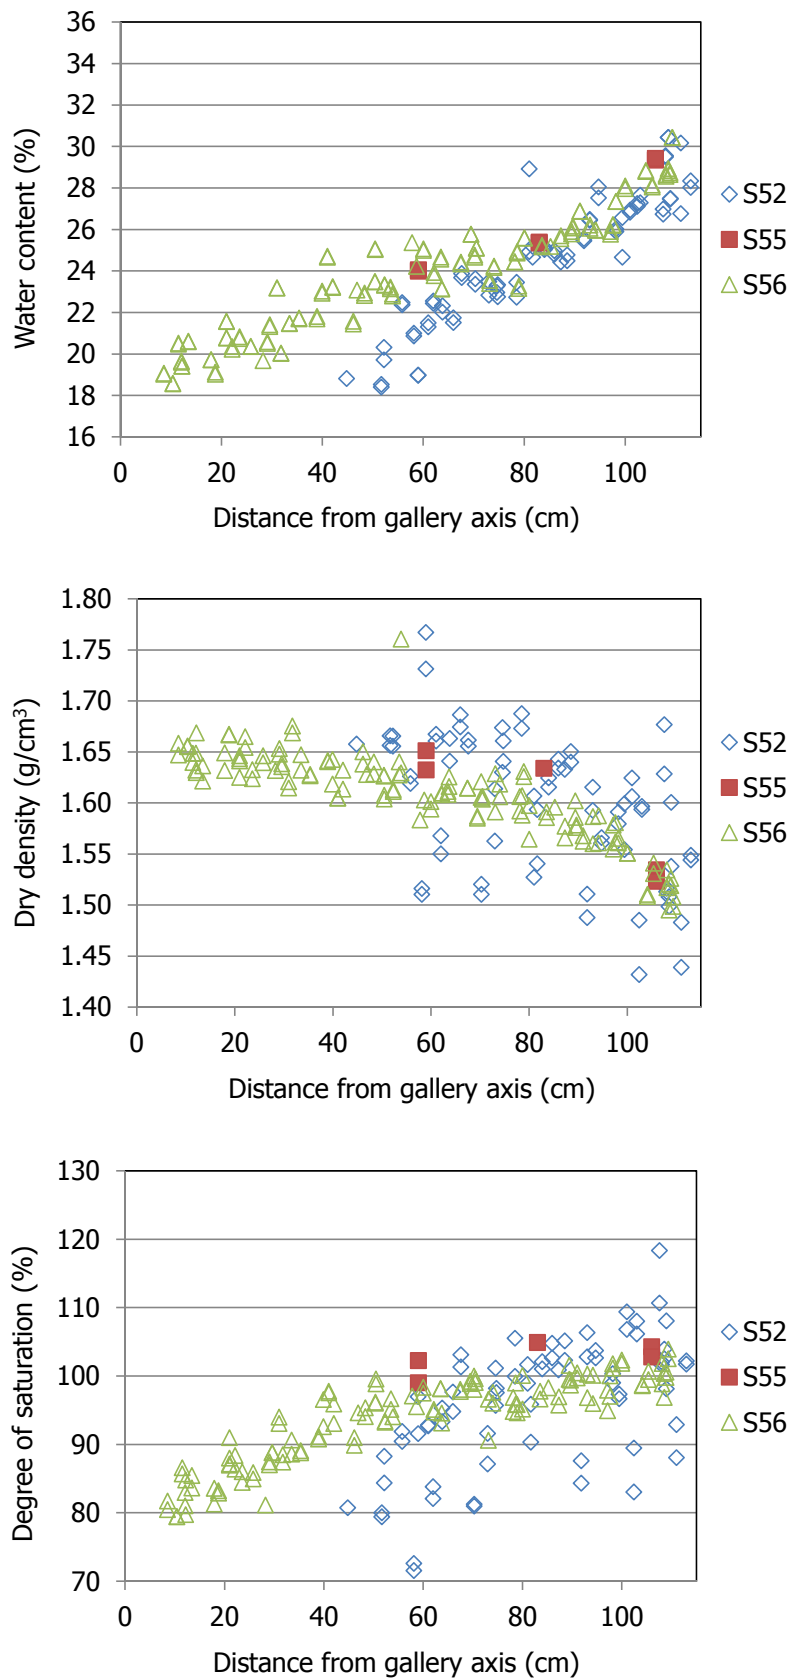 36
34
32
30
28
26
24
22
20
18
16
Water content (%)
0 20 40 60 80 100
Distance from gallery axis (cm)
S52
S55
S56
1.80
1.75
1.70
1.65
1.60
1.55
1.50
1.45
1.40
Dry density (g/cm³)
0 20 40 60 80 100
Distance from gallery axis (cm)
S52
S55
S56
130
120
110
100
90
80
70
Degree of saturation (%)
0 20 40 60 80 100
Distance from gallery axis (cm)
S52
S55
S56